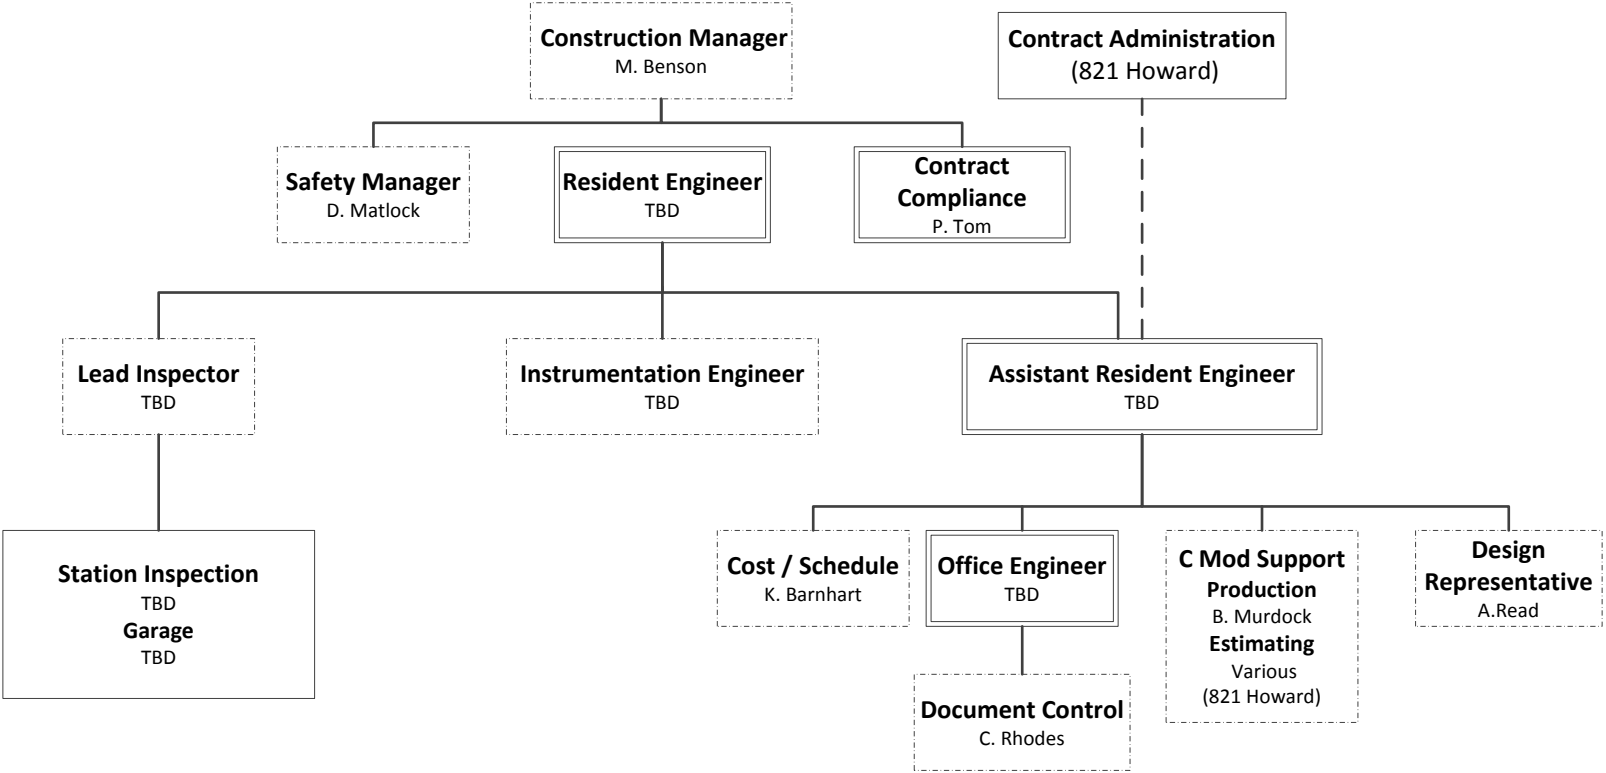 Construction Manager
M. Benson
Contract Administration
(821 Howard)
Safety Manager
D. Matlock
Resident Engineer
TBD
Contract
Compliance
P. Tom
Lead Inspector
TBD
Instrumentation Engineer
TBD
Assistant Resident Engineer
TBD
Station Inspection
TBD
Garage
TBD
Cost / Schedule
K. Barnhart
Office Engineer
TBD
C Mod Support
Production
B. Murdock
Estimating
Various
(821 Howard)
Design
Representative
A.Read
Document Control
C. Rhodes